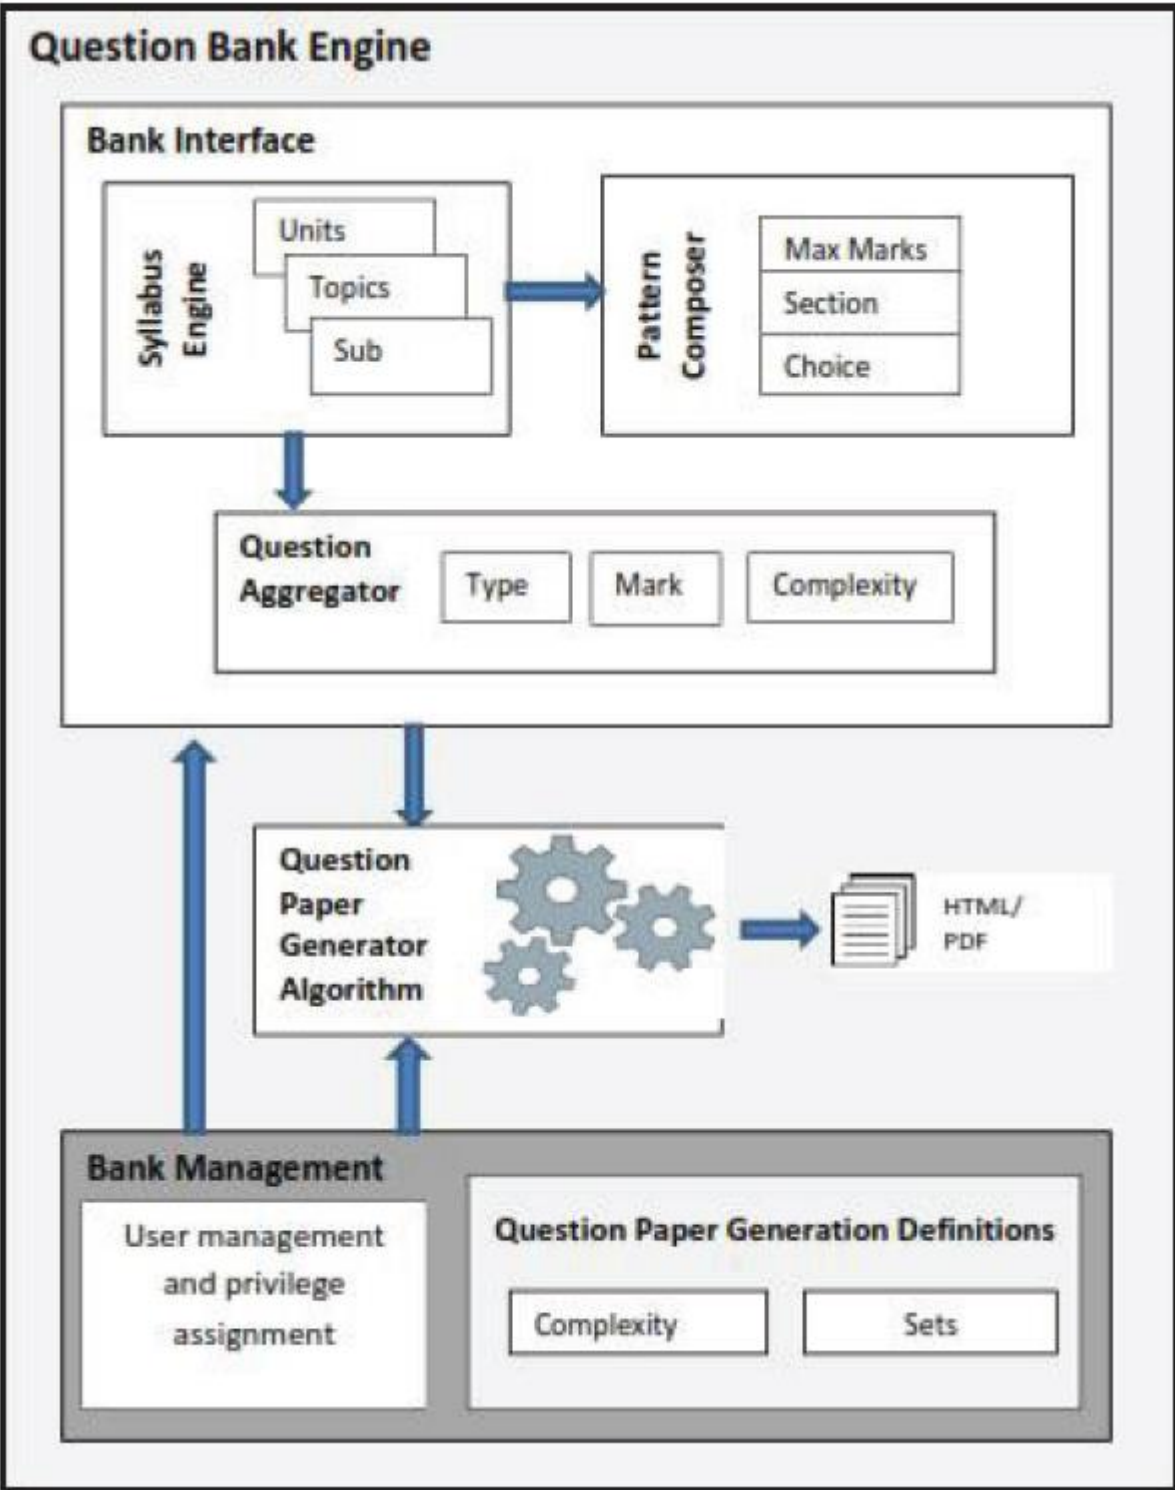 Question Bank Engine
Bank Interface
Syllabus
Engine
Units
Topics
Sub
Pattern
Composer
Max Marks
Section
Choice
Question
Aggregator
Type
Mark
Complexity
Question
Paper
Generator
Algorithm
HTML/
PDF
Bank Management
User management
and privilege
assignment
Question Paper Generation Definitions
Complexity
Sets